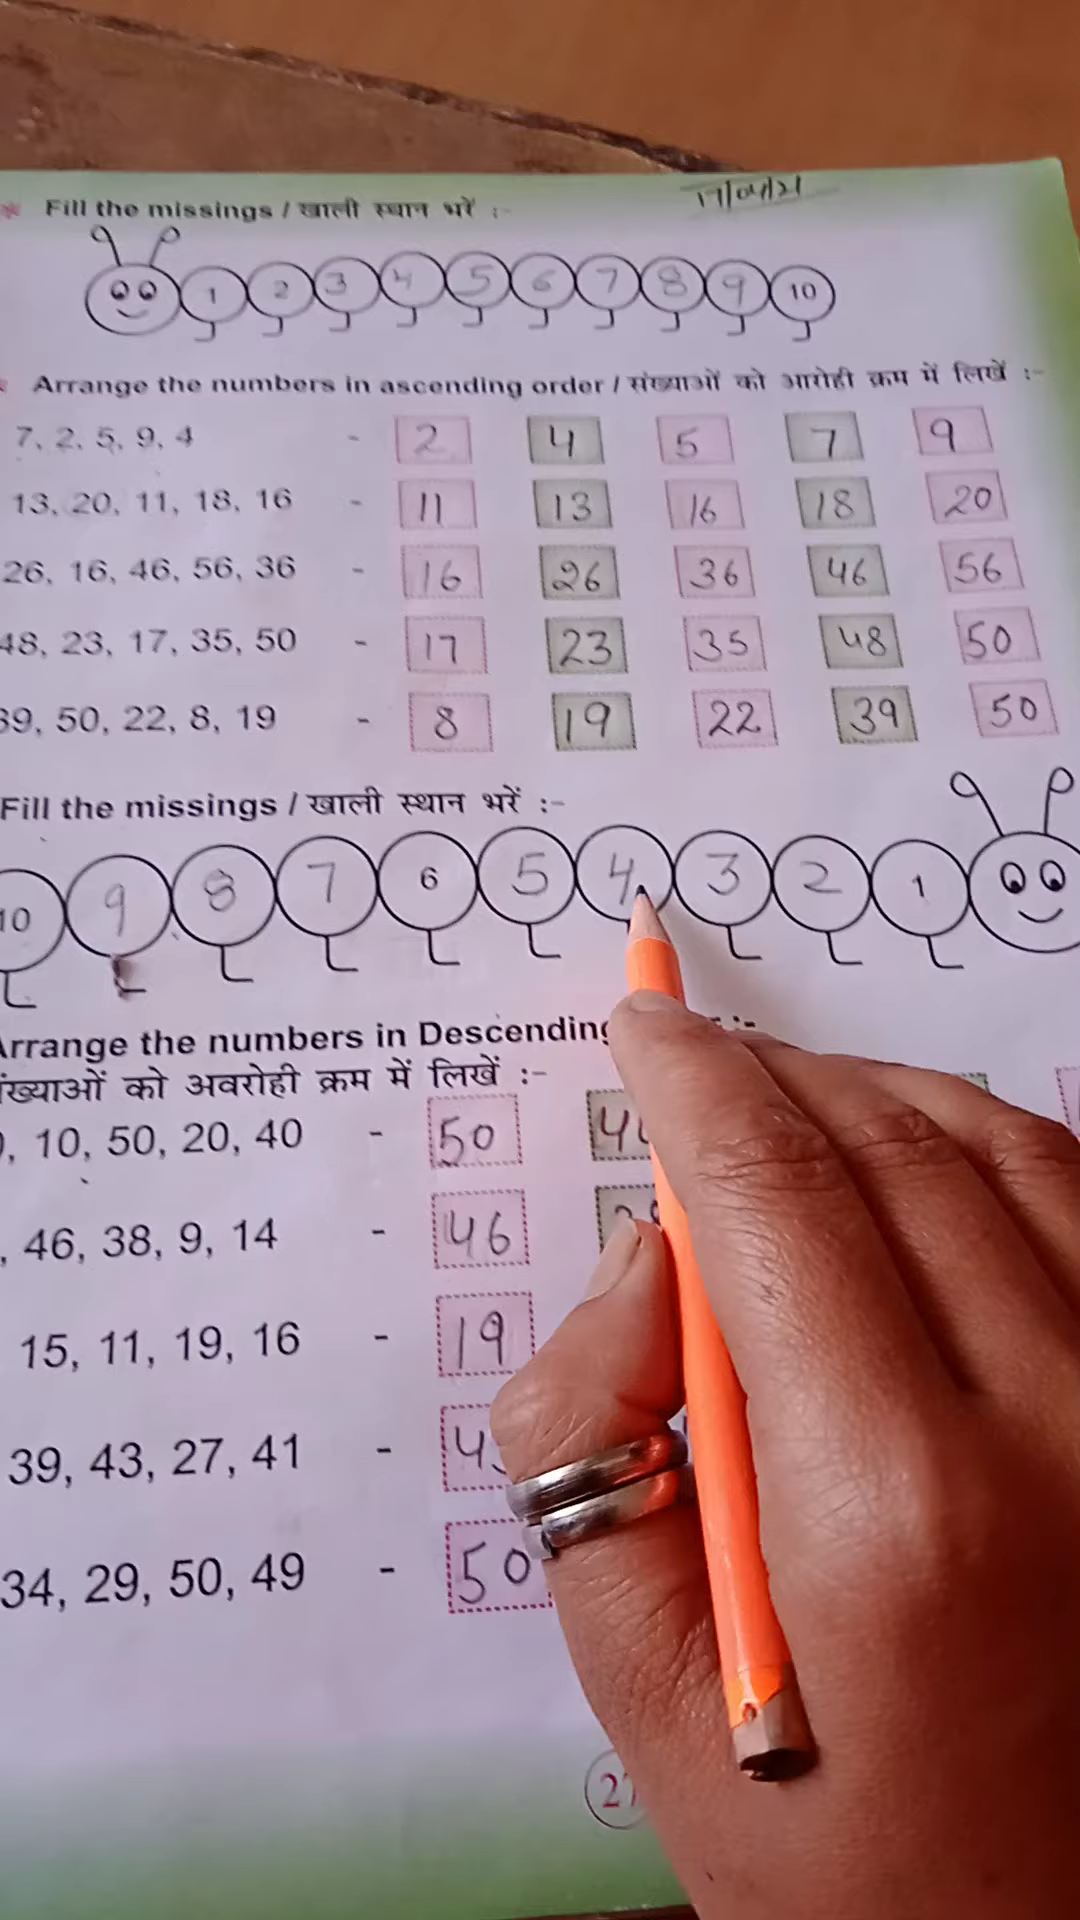 17/04/21
Fill the missings / खाली स्थान भरें :-
1 2 3 4 5 6 7 8 9 10
Arrange the numbers in ascending order / संख्याओं को आरोही क्रम में लिखें :-
7, 2, 5, 9, 4 - 2 4 5 7 9
13, 20, 11, 18, 16 - 11 13 16 18 20
26, 16, 46, 56, 36 - 16 26 36 46 56
48, 23, 17, 35, 50 - 17 23 35 48 50
39, 50, 22, 8, 19 - 8 19 22 39 50
Fill the missings / खाली स्थान भरें :-
10 9 8 7 6 5 4 3 2 1
Arrange the numbers in Descending :-
संख्याओं को अवरोही क्रम में लिखें :-
, 10, 50, 20, 40 - 50
, 46, 38, 9, 14 - 46
15, 11, 19, 16 - 19
39, 43, 27, 41 - 4
34, 29, 50, 49 - 50
27